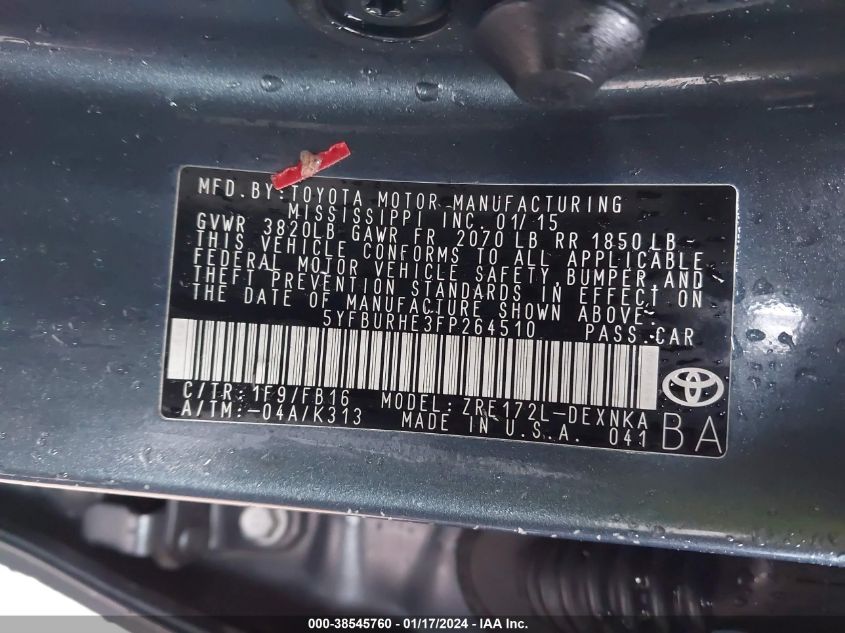 MFD.BY:TOYOTA MOTOR MANUFACTURING
MISSISSIPPI INC. 01/15
GVWR 3820LB GAWR FR 2070 LB RR 1850LB
THIS VEHICLE CONFORMS TO ALL APPLICABLE
FEDERAL MOTOR VEHICLE SAFETY, BUMPER, AND
THEFT PREVENTION STANDARDS IN EFFECT ON
THE DATE OF MANUFACTURE SHOWN ABOVE.
5YFBURHE3FP264510 PASS.CAR
C/TR: 1F9/FB16 MODEL: ZRE172L-DEXNKA
A/TM: -04A/K313 MADE IN U.S.A. 041
BA
000-38545760 - 01/17/2024 - IAA Inc.